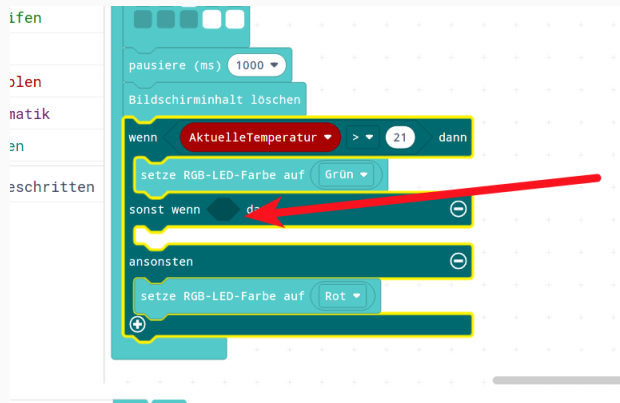 ifen
pausiere (ms) 1000
olen
Bildschirminhalt löschen
matik
wenn AktuelleTemperatur > 21 dann
en
setze RGB-LED-Farbe auf Grün
eschritten
sonst wenn da
ansonsten
setze RGB-LED-Farbe auf Rot